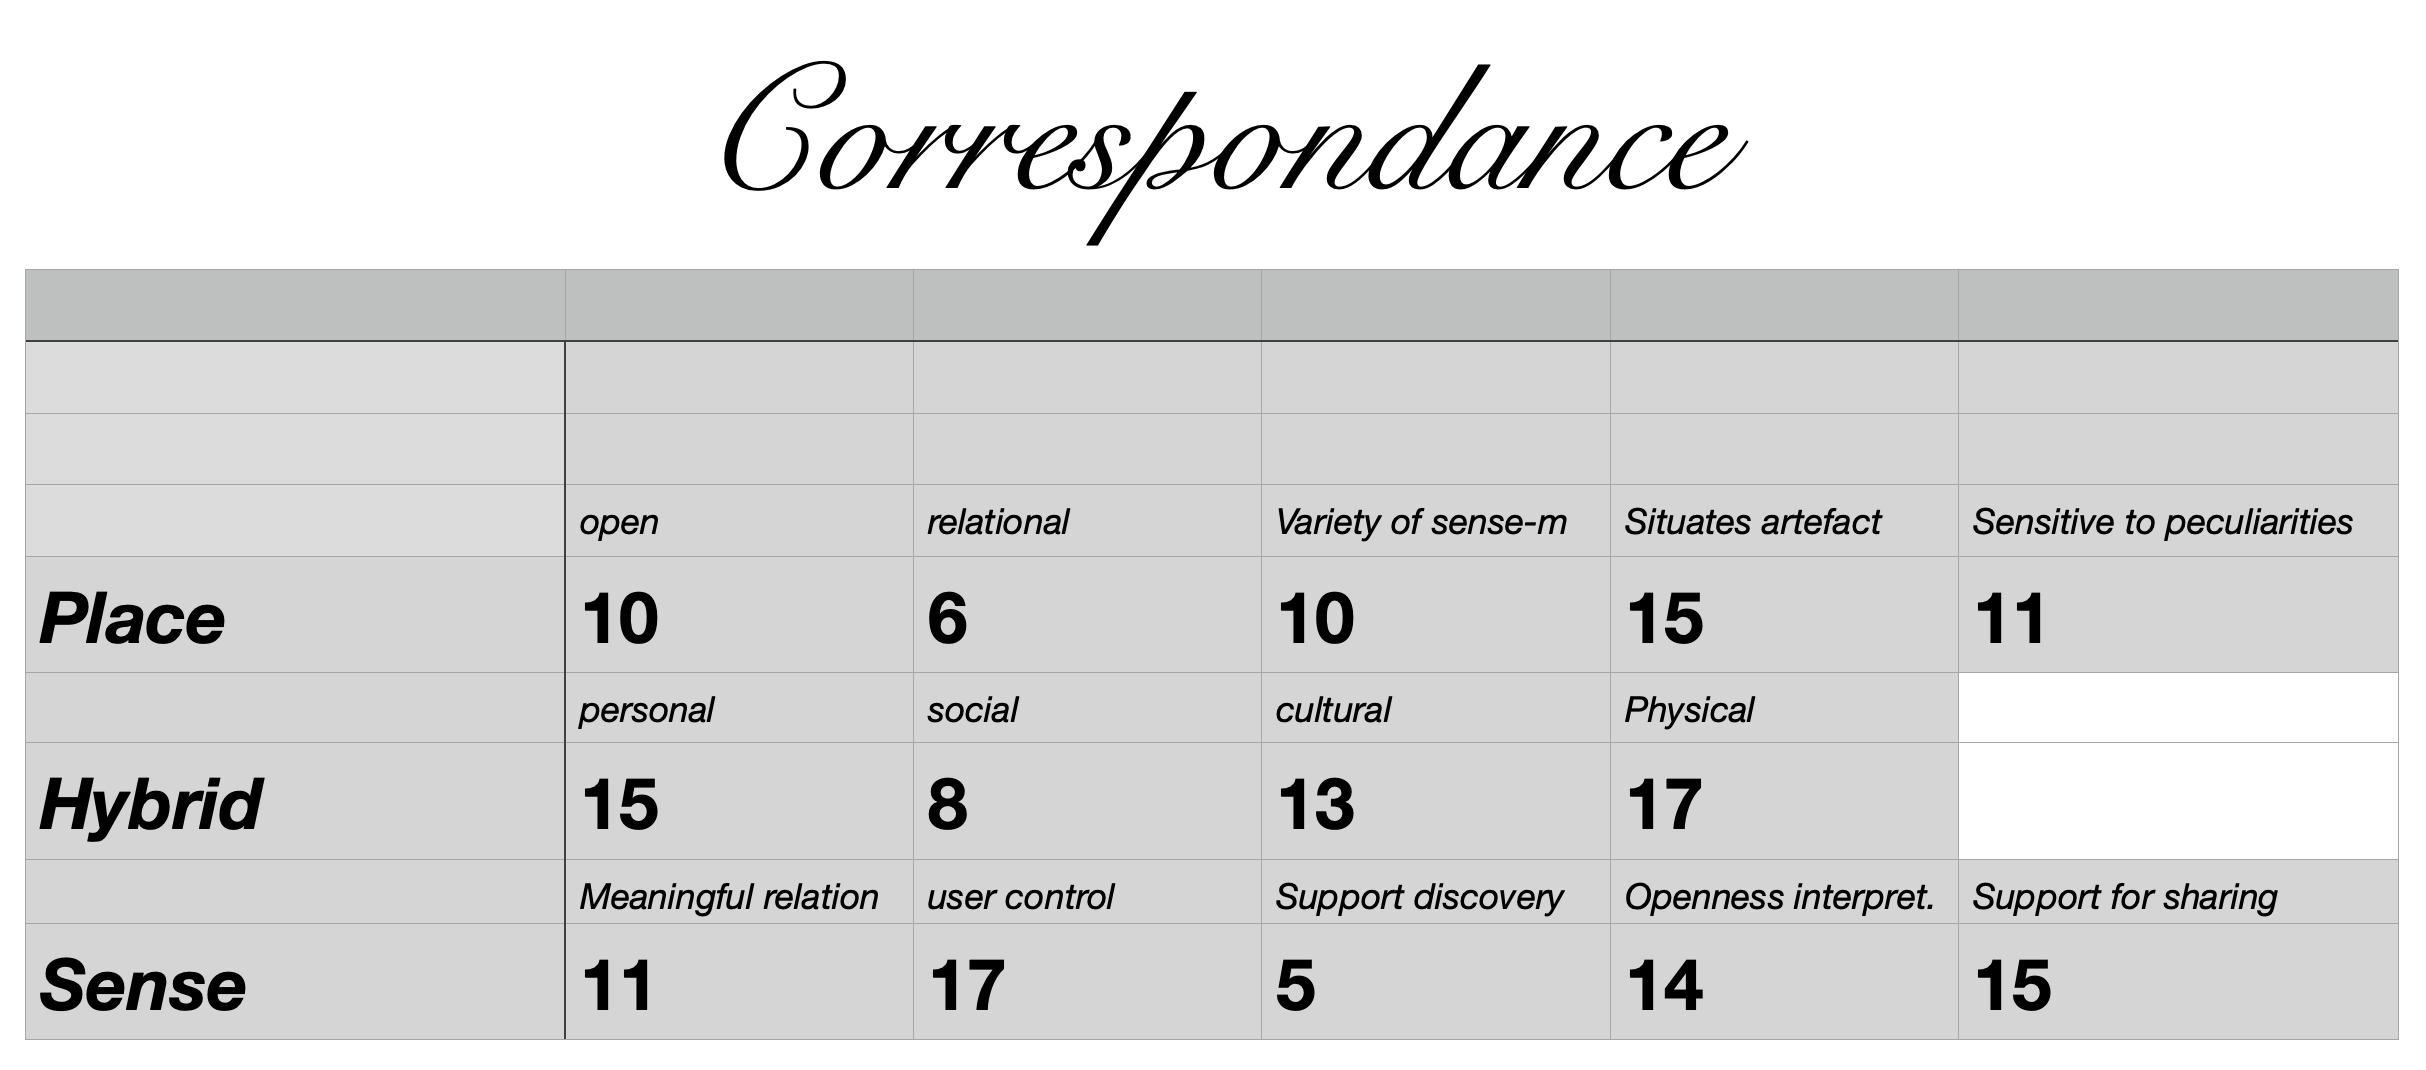 Correspondance
open relational Variety of sense-m Situates artefact Sensitive to peculiarities
Place 10 6 10 15 11
personal social cultural Physical
Hybrid 15 8 13 17
Meaningful relation user control Support discovery Openness interpret. Support for sharing
Sense 11 17 5 14 15